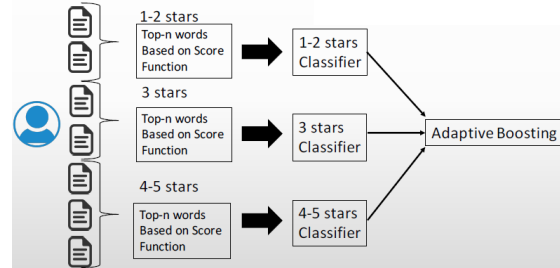 1-2 stars
Top-n words
Based on Score
Function
1-2 stars
Classifier
3 stars
Top-n words
Based on Score
Function
3 stars
Classifier
Adaptive Boosting
4-5 stars
Top-n words
Based on Score
Function
4-5 stars
Classifier